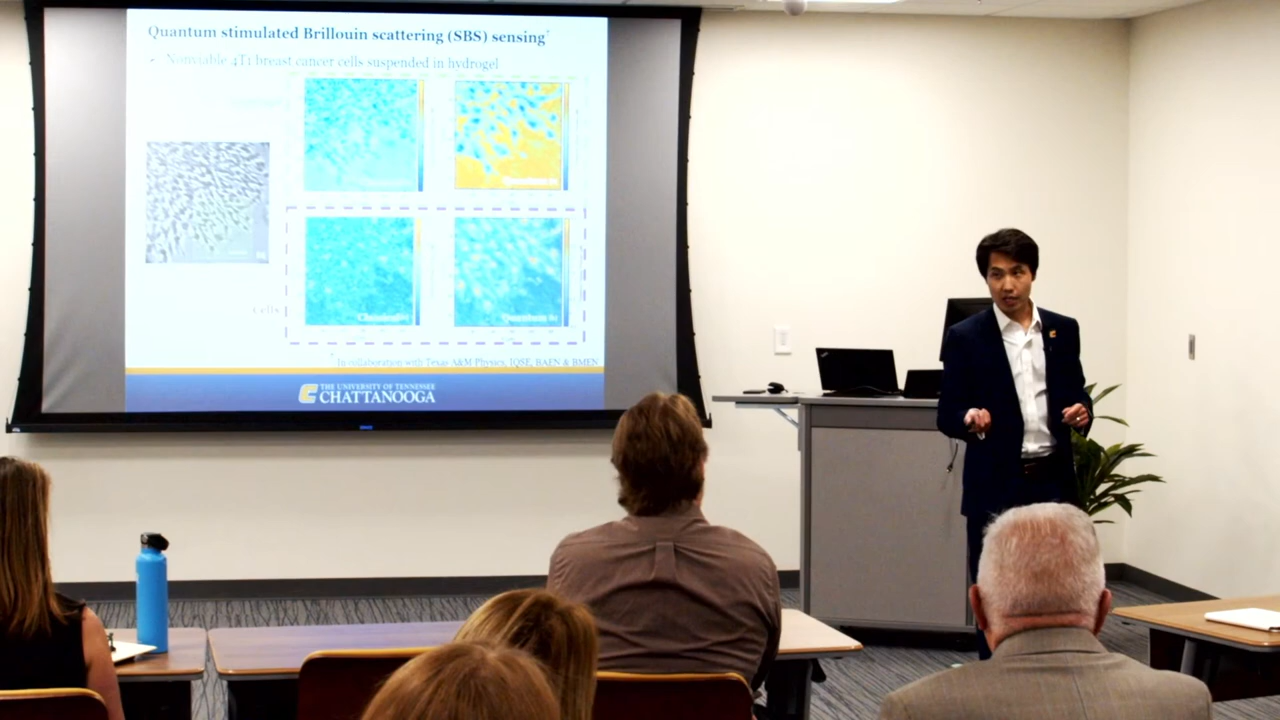 Quantum stimulated Brillouin scattering (SBS) sensing†
- Nonviable 4T1 breast cancer cells suspended in hydrogel
Cells
† In collaboration with Texas A&M Physics, IQSE, BAEN & BMEN
THE UNIVERSITY OF TENNESSEE
CHATTANOOGA